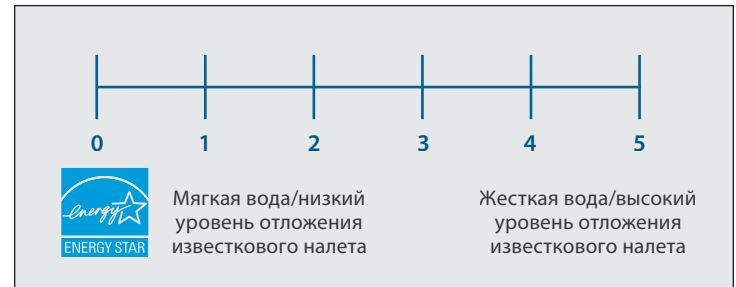 0 1 2 3 4 5
energy
ENERGY STAR
Мягкая вода/низкий
уровень отложения
известкового налета
Жесткая вода/высокий
уровень отложения
известкового налета